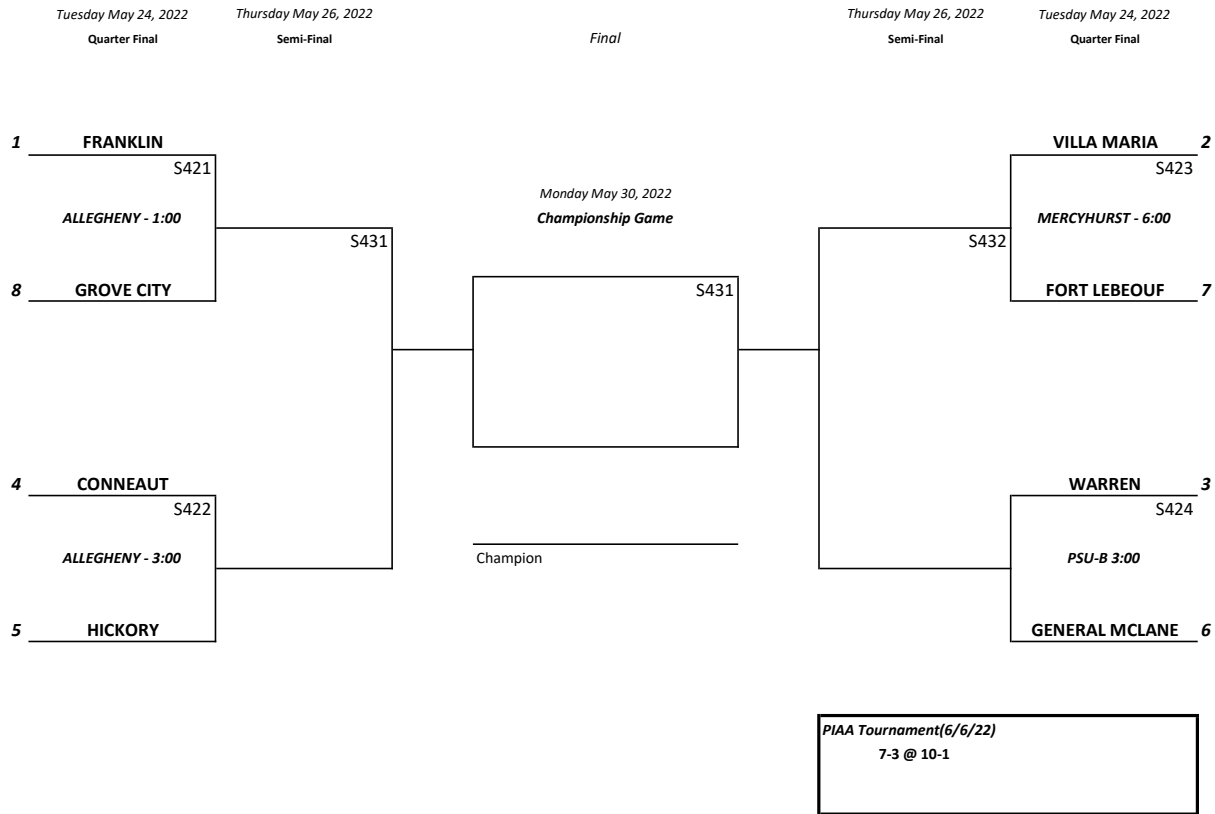 Tuesday May 24, 2022 Thursday May 26, 2022 Thursday May 26, 2022 Tuesday May 24, 2022
Quarter Final Semi-Final Final Semi-Final Quarter Final
1 FRANKLIN VILLA MARIA 2
S421 S423
Monday May 30, 2022
ALLEGHENY - 1:00 Championship Game MERCYHURST - 6:00
S431 S432
8 GROVE CITY S431 FORT LEBEOUF 7
4 CONNEAUT WARREN 3
S422 S424
ALLEGHENY - 3:00 Champion PSU-B 3:00
5 HICKORY GENERAL MCLANE 6
PIAA Tournament(6/6/22)
7-3 @ 10-1